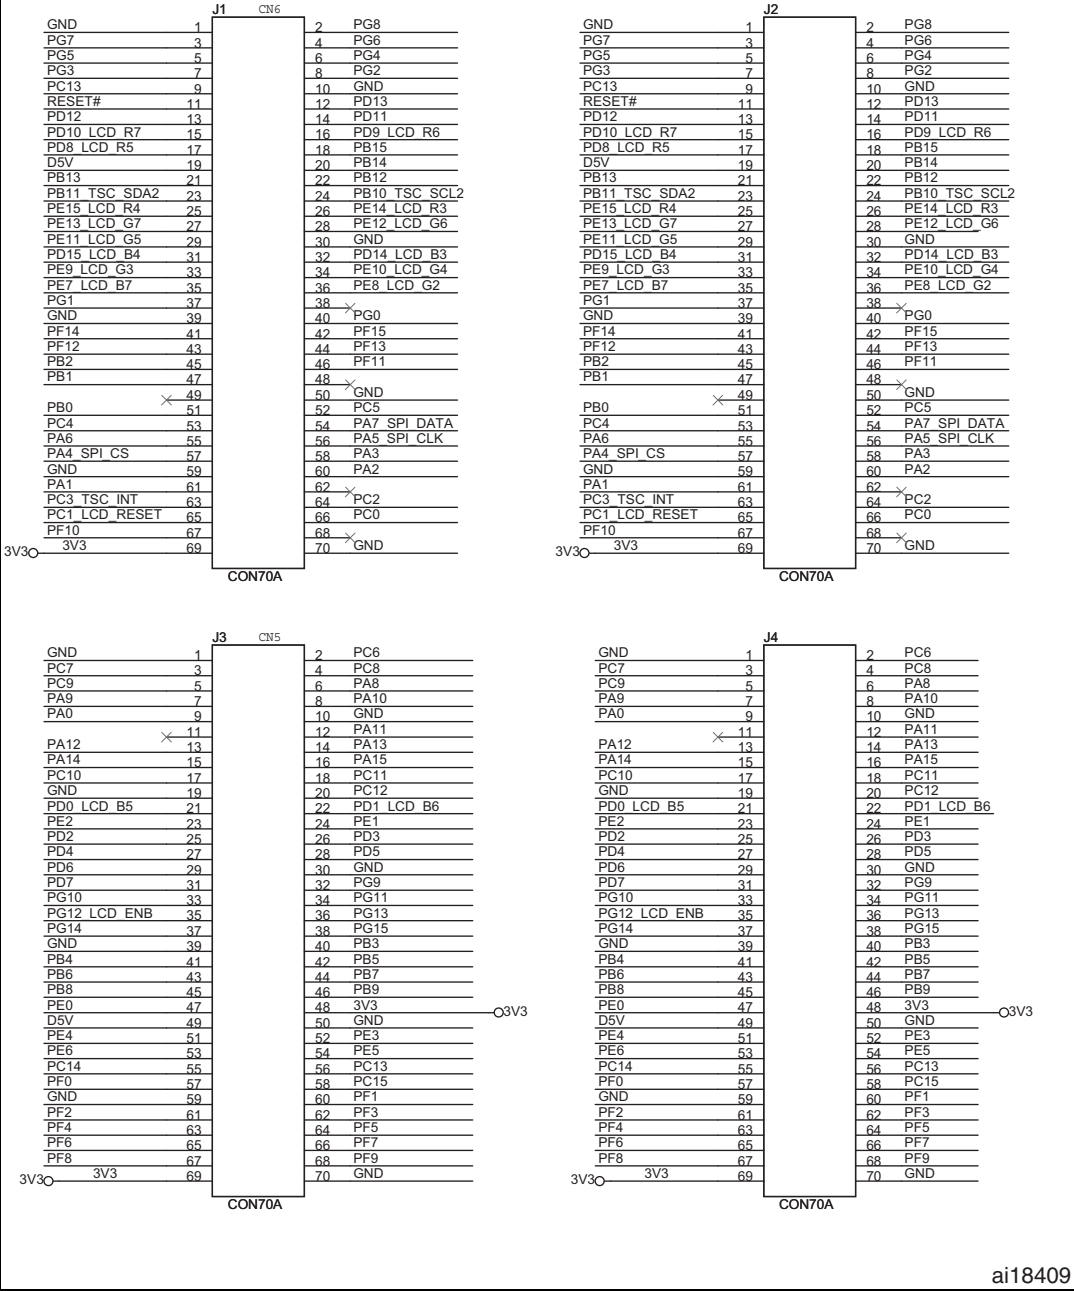 J1 CN6
GND 1 2 PG8
PG7 3 4 PG6
PG5 5 6 PG4
PG3 7 8 PG2
PC13 9 10 GND
RESET# 11 12 PD13
PD12 13 14 PD11
PD10_LCD_R7 15 16 PD9_LCD_R6
PD8_LCD_R5 17 18 PB15
D5V 19 20 PB14
PB13 21 22 PB12
PB11_TSC_SDA2 23 24 PB10_TSC_SCL2
PE15_LCD_R4 25 26 PE14_LCD_R3
PE13_LCD_G7 27 28 PE12_LCD_G6
PE11_LCD_G5 29 30 GND
PD15_LCD_B4 31 32 PD14_LCD_B3
PE9_LCD_G3 33 34 PE10_LCD_G4
PE7_LCD_B7 35 36 PE8_LCD_G2
PG1 37 38
GND 39 40 PG0
PF14 41 42 PF15
PF12 43 44 PF13
PB2 45 46 PF11
PB1 47 48
49 50 GND
PB0 51 52 PC5
PC4 53 54 PA7_SPI_DATA
PA6 55 56 PA5_SPI_CLK
PA4_SPI_CS 57 58 PA3
GND 59 60 PA2
PA1 61 62
PC3_TSC_INT 63 64 PC2
PC1_LCD_RESET 65 66 PC0
PF10 67 68
3V3 3V3 69 70 GND
CON70A
J2
GND 1 2 PG8
PG7 3 4 PG6
PG5 5 6 PG4
PG3 7 8 PG2
PC13 9 10 GND
RESET# 11 12 PD13
PD12 13 14 PD11
PD10_LCD_R7 15 16 PD9_LCD_R6
PD8_LCD_R5 17 18 PB15
D5V 19 20 PB14
PB13 21 22 PB12
PB11_TSC_SDA2 23 24 PB10_TSC_SCL2
PE15_LCD_R4 25 26 PE14_LCD_R3
PE13_LCD_G7 27 28 PE12_LCD_G6
PE11_LCD_G5 29 30 GND
PD15_LCD_B4 31 32 PD14_LCD_B3
PE9_LCD_G3 33 34 PE10_LCD_G4
PE7_LCD_B7 35 36 PE8_LCD_G2
PG1 37 38
GND 39 40 PG0
PF14 41 42 PF15
PF12 43 44 PF13
PB2 45 46 PF11
PB1 47 48
49 50 GND
PB0 51 52 PC5
PC4 53 54 PA7_SPI_DATA
PA6 55 56 PA5_SPI_CLK
PA4_SPI_CS 57 58 PA3
GND 59 60 PA2
PA1 61 62
PC3_TSC_INT 63 64 PC2
PC1_LCD_RESET 65 66 PC0
PF10 67 68
3V3 3V3 69 70 GND
CON70A
J3 CN5
GND 1 2 PC6
PC7 3 4 PC8
PC9 5 6 PA8
PA9 7 8 PA10
PA0 9 10 GND
11 12 PA11
PA12 13 14 PA13
PA14 15 16 PA15
PC10 17 18 PC11
GND 19 20 PC12
PD0_LCD_B5 21 22 PD1_LCD_B6
PE2 23 24 PE1
PD2 25 26 PD3
PD4 27 28 PD5
PD6 29 30 GND
PD7 31 32 PG9
PG10 33 34 PG11
PG12_LCD_ENB 35 36 PG13
PG14 37 38 PG15
GND 39 40 PB3
PB4 41 42 PB5
PB6 43 44 PB7
PB8 45 46 PB9
PE0 47 48 3V3 3V3
D5V 49 50 GND
PE4 51 52 PE3
PE6 53 54 PE5
PC14 55 56 PC13
PF0 57 58 PC15
GND 59 60 PF1
PF2 61 62 PF3
PF4 63 64 PF5
PF6 65 66 PF7
PF8 67 68 PF9
3V3 3V3 69 70 GND
CON70A
J4
GND 1 2 PC6
PC7 3 4 PC8
PC9 5 6 PA8
PA9 7 8 PA10
PA0 9 10 GND
11 12 PA11
PA12 13 14 PA13
PA14 15 16 PA15
PC10 17 18 PC11
GND 19 20 PC12
PD0_LCD_B5 21 22 PD1_LCD_B6
PE2 23 24 PE1
PD2 25 26 PD3
PD4 27 28 PD5
PD6 29 30 GND
PD7 31 32 PG9
PG10 33 34 PG11
PG12_LCD_ENB 35 36 PG13
PG14 37 38 PG15
GND 39 40 PB3
PB4 41 42 PB5
PB6 43 44 PB7
PB8 45 46 PB9
PE0 47 48 3V3 3V3
D5V 49 50 GND
PE4 51 52 PE3
PE6 53 54 PE5
PC14 55 56 PC13
PF0 57 58 PC15
GND 59 60 PF1
PF2 61 62 PF3
PF4 63 64 PF5
PF6 65 66 PF7
PF8 67 68 PF9
3V3 3V3 69 70 GND
CON70A
ai18409